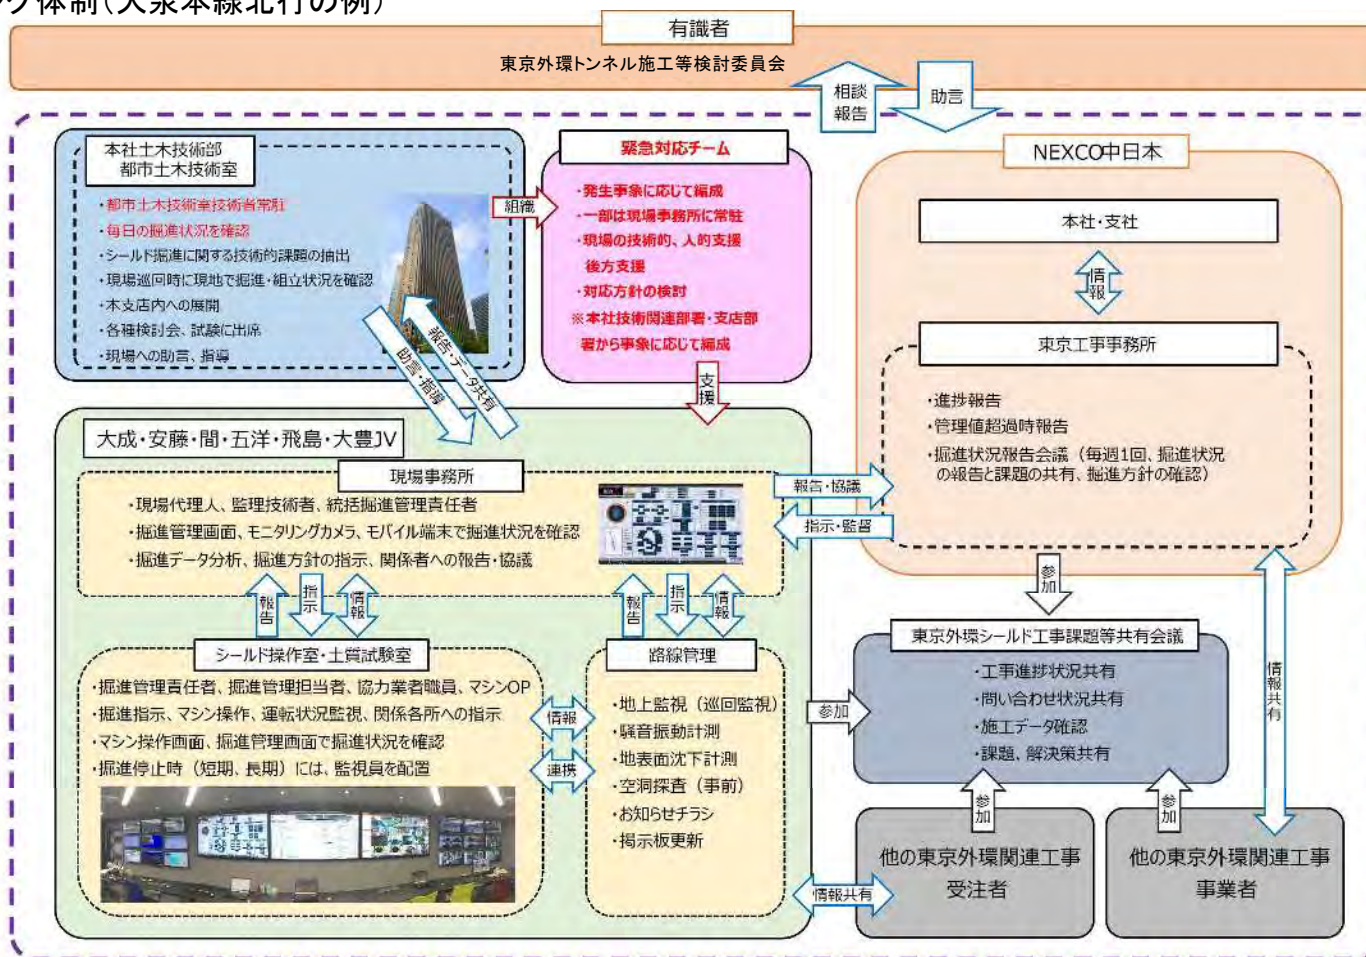 体制(大泉本線北行の例)
有識者
東京外環トンネル施工等検討委員会
相談
報告
助言
本社土木技術部
都市土木技術室
・都市土木技術室技術者常駐
・毎日の掘進状況を確認
・シールド掘進に関する技術的課題の抽出
・現場巡回時に現地で掘進・組立状況を確認
・本支店内への展開
・各種検討会、試験に出席
・現場への助言、指導
組織
緊急対応チーム
・発生事象に応じて編成
・一部は現場事務所に常駐
・現場の技術的、人的支援
後方支援
・対応方針の検討
※本社技術関連部署・支店部
署から事象に応じて編成
支援
報告・データ共有
助言・指導
NEXCO中日本
本社・支社
情報
東京工事事務所
・進捗報告
・管理値超過時報告
・掘進状況報告会議(毎週1回、掘進状況
の報告と課題の共有、掘進方針の確認)
大成・安藤・間・五洋・飛島・大豊JV
現場事務所
・現場代理人、監理技術者、統括掘進管理責任者
・掘進管理画面、モニタリングカメラ、モバイル端末で掘進状況を確認
・掘進データ分析、掘進方針の指示、関係者への報告・協議
報告・協議
指示・監督
報告
指示
情報
報告
指示
情報
シールド操作室・土質試験室
・掘進管理責任者、掘進管理担当者、協力業者職員、マシンOP
・掘進指示、マシン操作、運転状況監視、関係各所への指示
・マシン操作画面、掘進管理画面で掘進状況を確認
・掘進停止時(短期、長期)には、監視員を配置
情報
連携
路線管理
・地上監視(巡回監視)
・騒音振動計測
・地表面沈下計測
・空洞探査(事前)
・お知らせチラシ
・掲示板更新
参加
参加
東京外環シールド工事課題等共有会議
・工事進捗状況共有
・問い合わせ状況共有
・施工データ確認
・課題、解決策共有
情報共有
参加
参加
情報共有
他の東京外環関連工事
受注者
他の東京外環関連工事
事業者